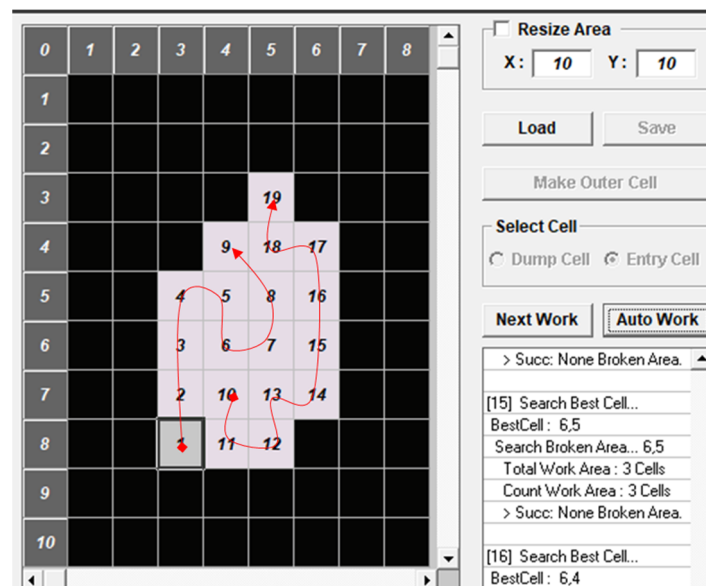 0 1 2 3 4 5 6 7 8
1
2
3 19
4 9 18 17
5 4 5 8 16
6 3 6 7 15
7 2 10 13 14
8 1 11 12
9
10
Resize Area
X : 10 Y : 10
Load Save
Make Outer Cell
Select Cell
Dump Cell Entry Cell
Next Work Auto Work
> Succ: None Broken Area.
[15] Search Best Cell...
BestCell : 6,5
Search Broken Area... 6,5
Total Work Area : 3 Cells
Count Work Area : 3 Cells
> Succ: None Broken Area.
[16] Search Best Cell...
BestCell : 6,4